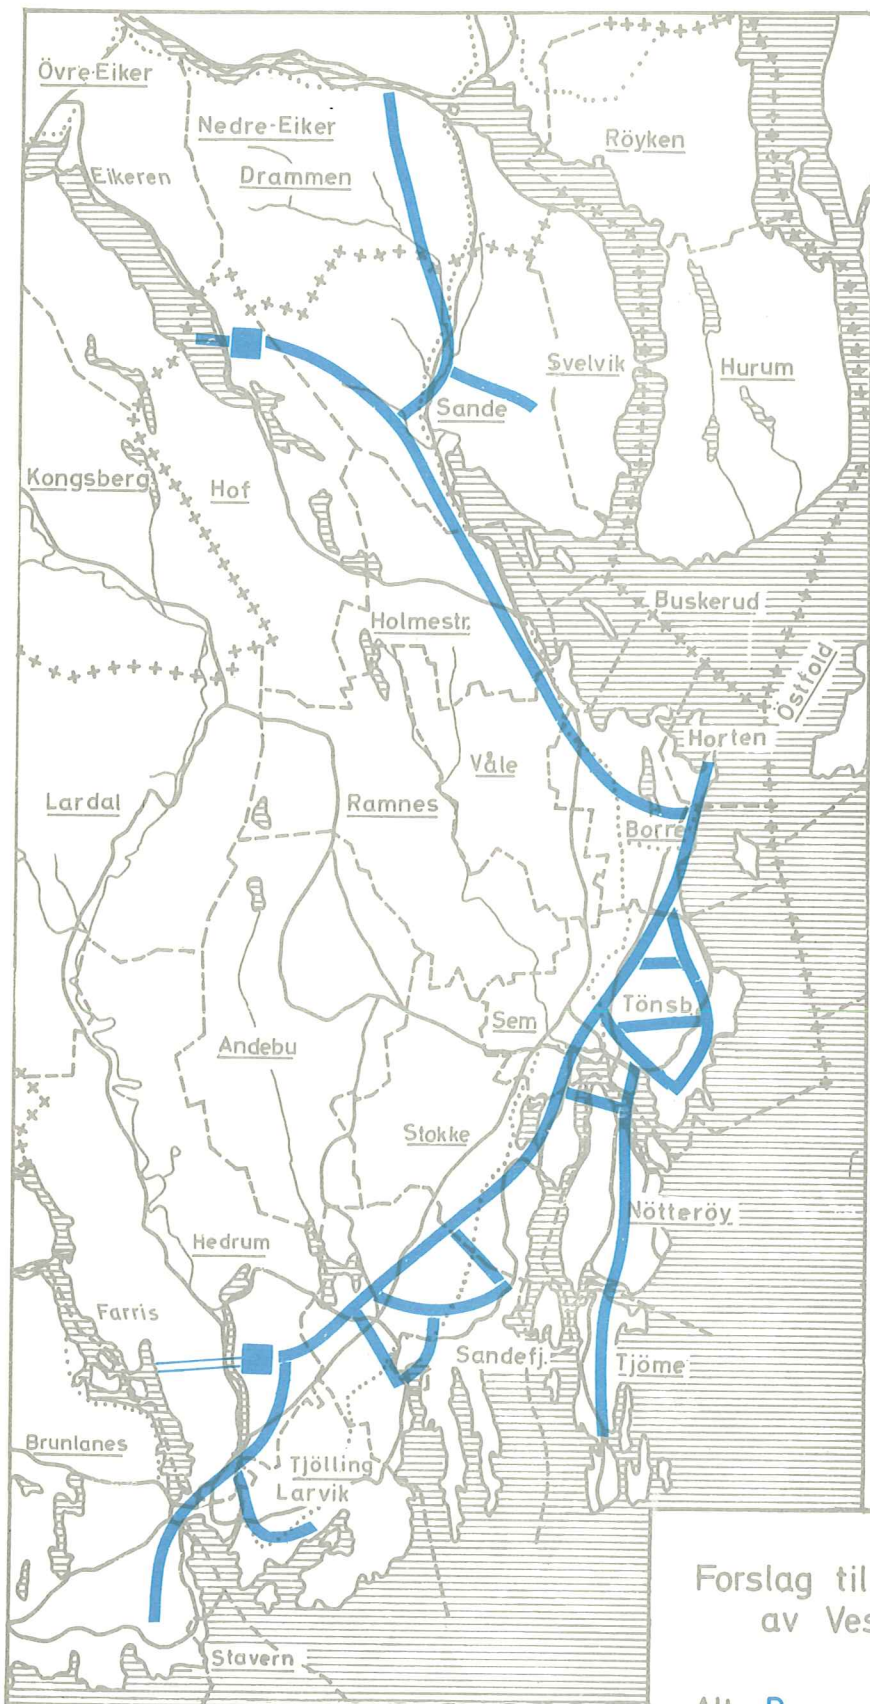 Övre-Eiker
Nedre-Eiker
Röyken
Eikeren
Drammen
Svelvik
Hurum
Sande
Kongsberg
Hof
Buskerud
Holmestr.
Östfold
Horten
Våle
Lardal
Ramnes
Borre
Tönsb.
Sem
Andebu
Stokke
Nötteröy
Hedrum
Farris
Sandefj.
Tjöme
Brunlanes
Tjölling
Larvik
Forslag til
av Ves
Stavern